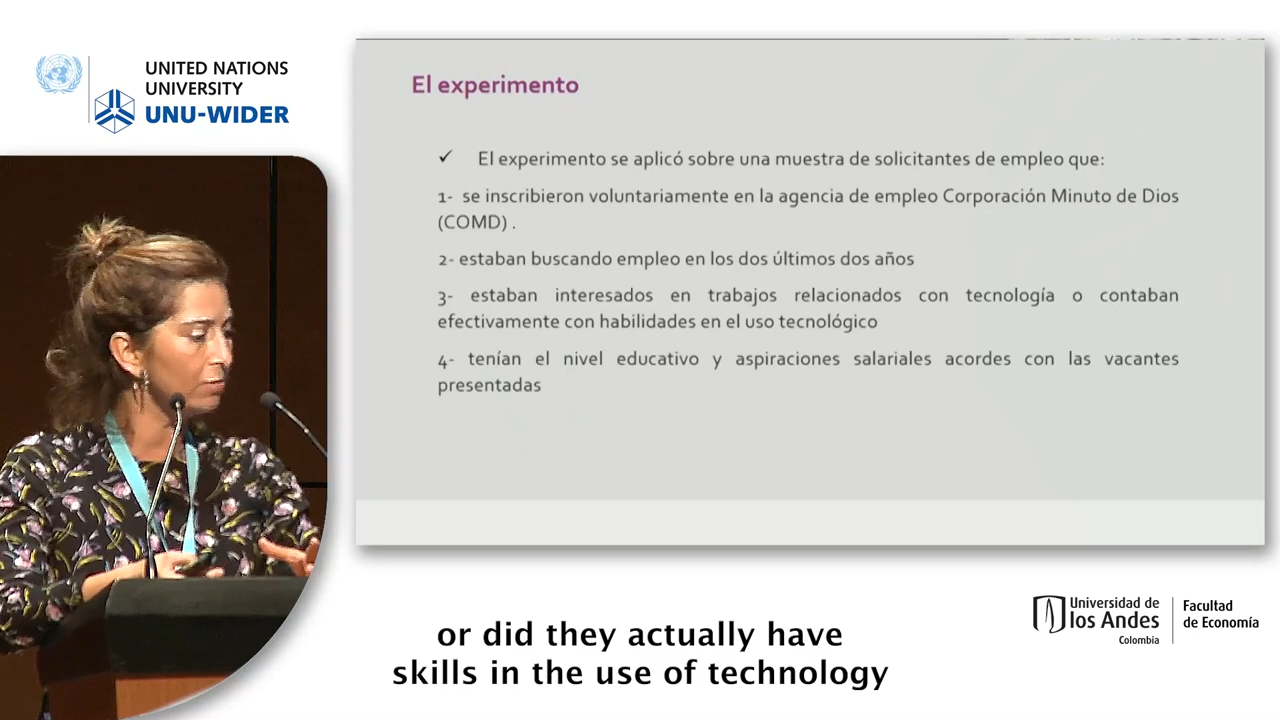 UNITED NATIONS
UNIVERSITY
UNU-WIDER
El experimento
✓ El experimento se aplicó sobre una muestra de solicitantes de empleo que:
1- se inscribieron voluntariamente en la agencia de empleo Corporación Minuto de Dios
(COMD) .
2- estaban buscando empleo en los dos últimos dos años
3- estaban interesados en trabajos relacionados con tecnología o contaban
efectivamente con habilidades en el uso tecnológico
4- tenían el nivel educativo y aspiraciones salariales acordes con las vacantes
presentadas
or did they actually have
skills in the use of technology
Universidad de
los Andes
Colombia
Facultad
de Economía